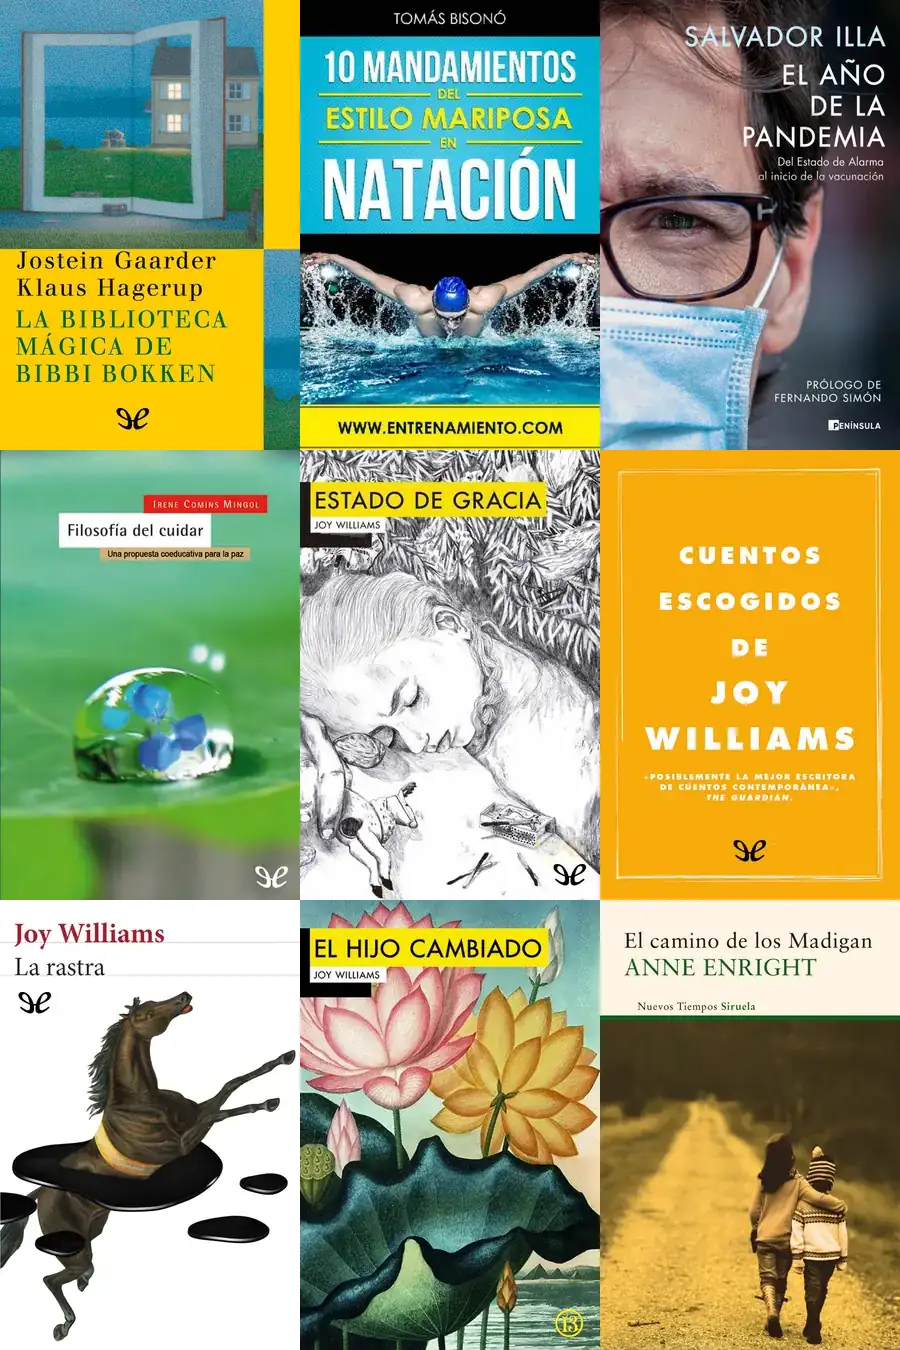 Jostein Gaarder
Klaus Hagerup
LA BIBLIOTECA
MÁGICA DE
BIBBI BOKKEN
TOMÁS BISONÓ
10 MANDAMIENTOS
DEL
ESTILO MARIPOSA
EN
NATACIÓN
WWW.ENTRENAMIENTO.COM
SALVADOR ILLA
EL AÑO
DE LA
PANDEMIA
Del Estado de Alarma
al inicio de la vacunación
PRÓLOGO DE
FERNANDO SIMÓN
PENÍNSULA
IRENE COMINS MINGOL
Filosofía del cuidar
Una propuesta coeducativa para la paz
ESTADO DE GRACIA
JOY WILLIAMS
CUENTOS
ESCOGIDOS
DE
JOY
WILLIAMS
«POSIBLEMENTE LA MEJOR ESCRITORA
DE CUENTOS CONTEMPORÁNEA»,
THE GUARDIAN.
Joy Williams
La rastra
EL HIJO CAMBIADO
JOY WILLIAMS
13
El camino de los Madigan
ANNE ENRIGHT
Nuevos Tiempos Siruela